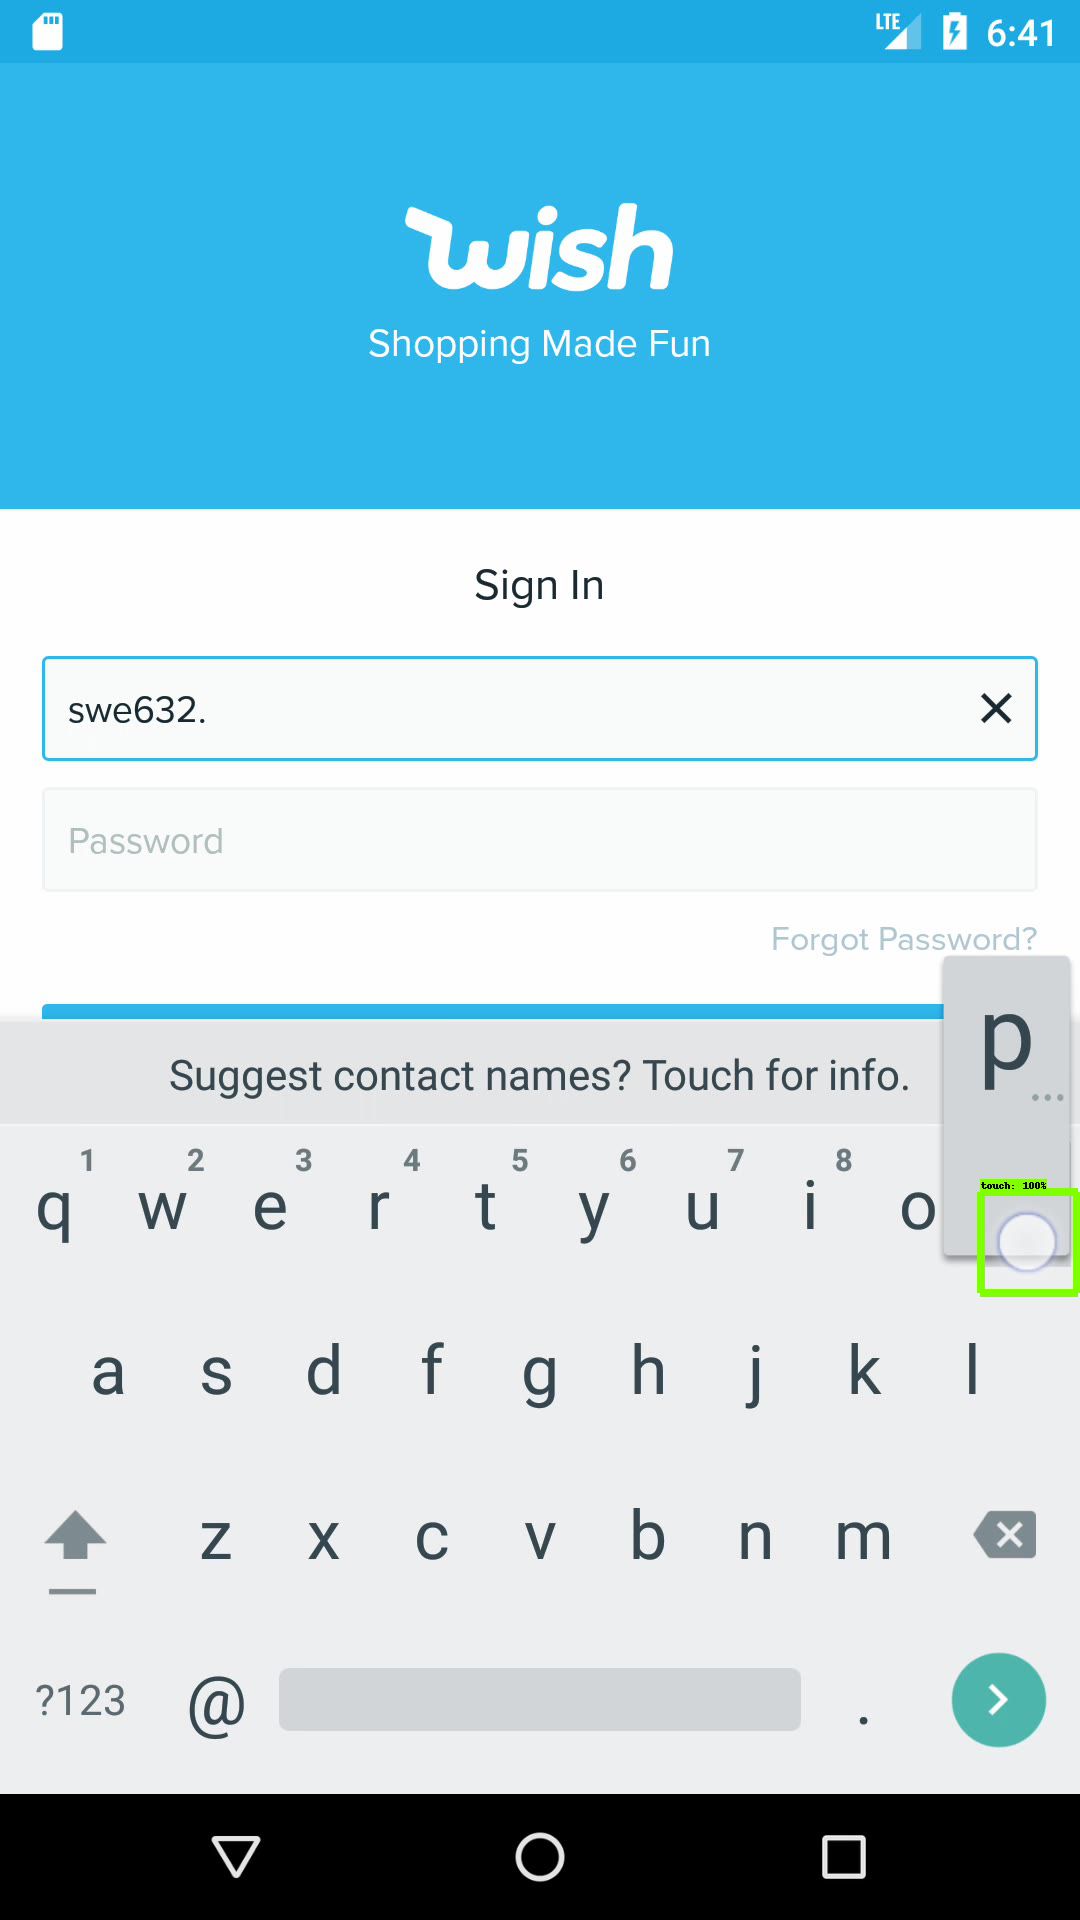 LTE 6:41
wish
Shopping Made Fun
Sign In
swe632.
Password
Forgot Password?
p
...
Suggest contact names? Touch for info.
1 2 3 4 5 6 7 8
q w e r t y u i o
touch: 100%
a s d f g h j k l
z x c v b n m
?123 @ .